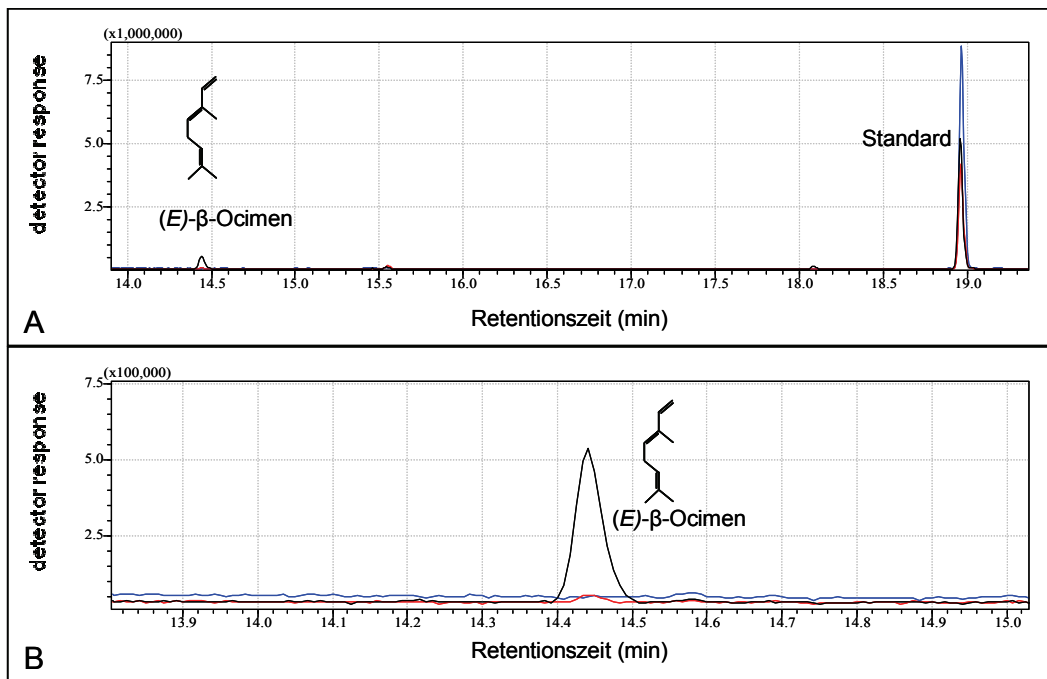 (x1,000,000)
7.5
5.0
2.5
detector response
(E)-β-Ocimen
Standard
14.0 14.5 15.0 15.5 16.0 16.5 17.0 17.5 18.0 18.5 19.0
A
Retentionszeit (min)
(x100,000)
7.5
5.0
2.5
detector response
(E)-β-Ocimen
13.9 14.0 14.1 14.2 14.3 14.4 14.5 14.6 14.7 14.8 14.9 15.0
B
Retentionszeit (min)